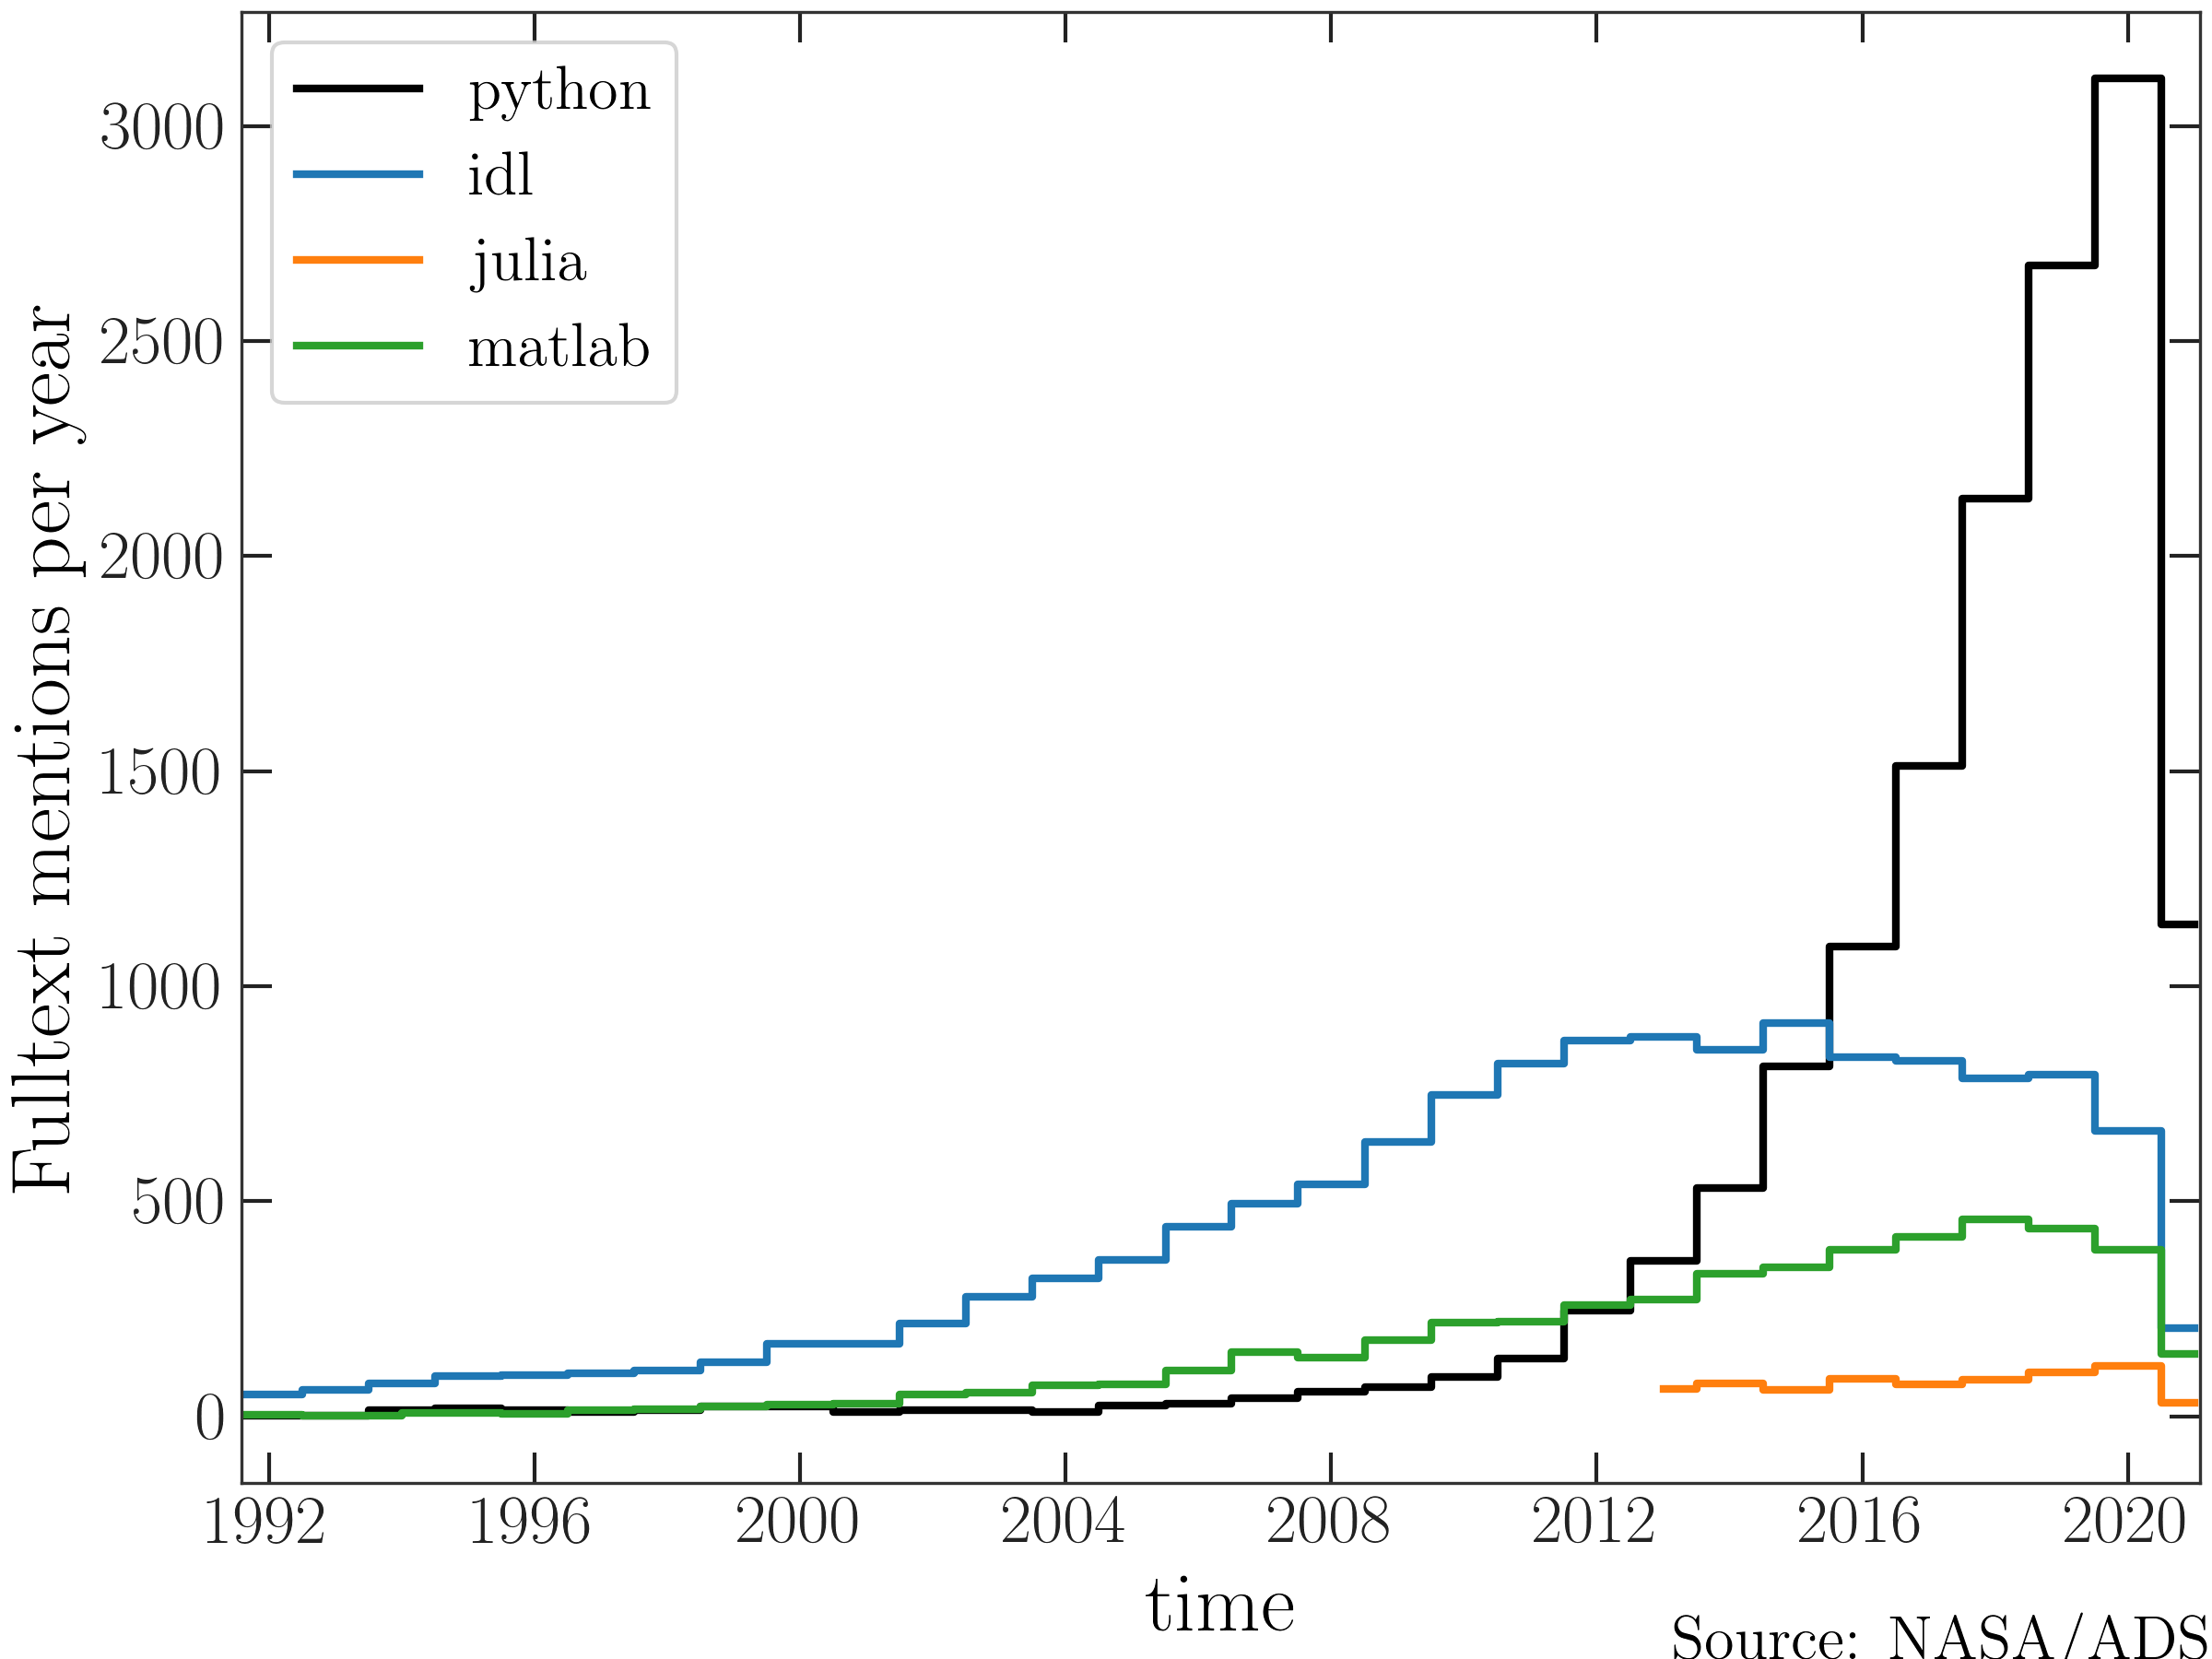 python
idl
julia
matlab
Fulltext mentions per year
3000
2500
2000
1500
1000
500
0
1992 1996 2000 2004 2008 2012 2016 2020
time
Source: NASA/ADS